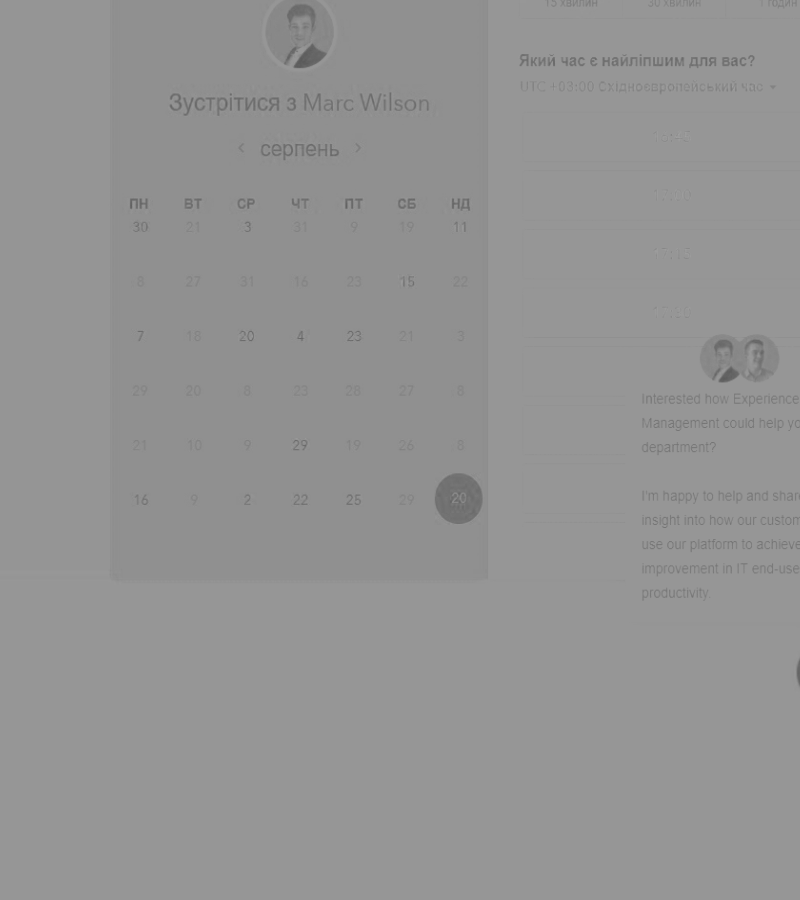 15 хвилин 30 хвилин 1 годин
Зустрітися з Marc Wilson
‹ серпень ›
ПН ВТ СР ЧТ ПТ СБ НД
30 21 3 31 9 19 11
8 27 31 16 23 15 22
7 18 20 4 23 21 3
29 20 8 23 28 27 8
21 10 9 29 19 26 8
16 9 2 22 25 29 20
Який час є найліпшим для вас?
UTC +03:00 Східноєвропейський час
Interested how Experience
Management could help yo
department?
I'm happy to help and share
insight into how our custom
use our platform to achieve
improvement in IT end-use
productivity.